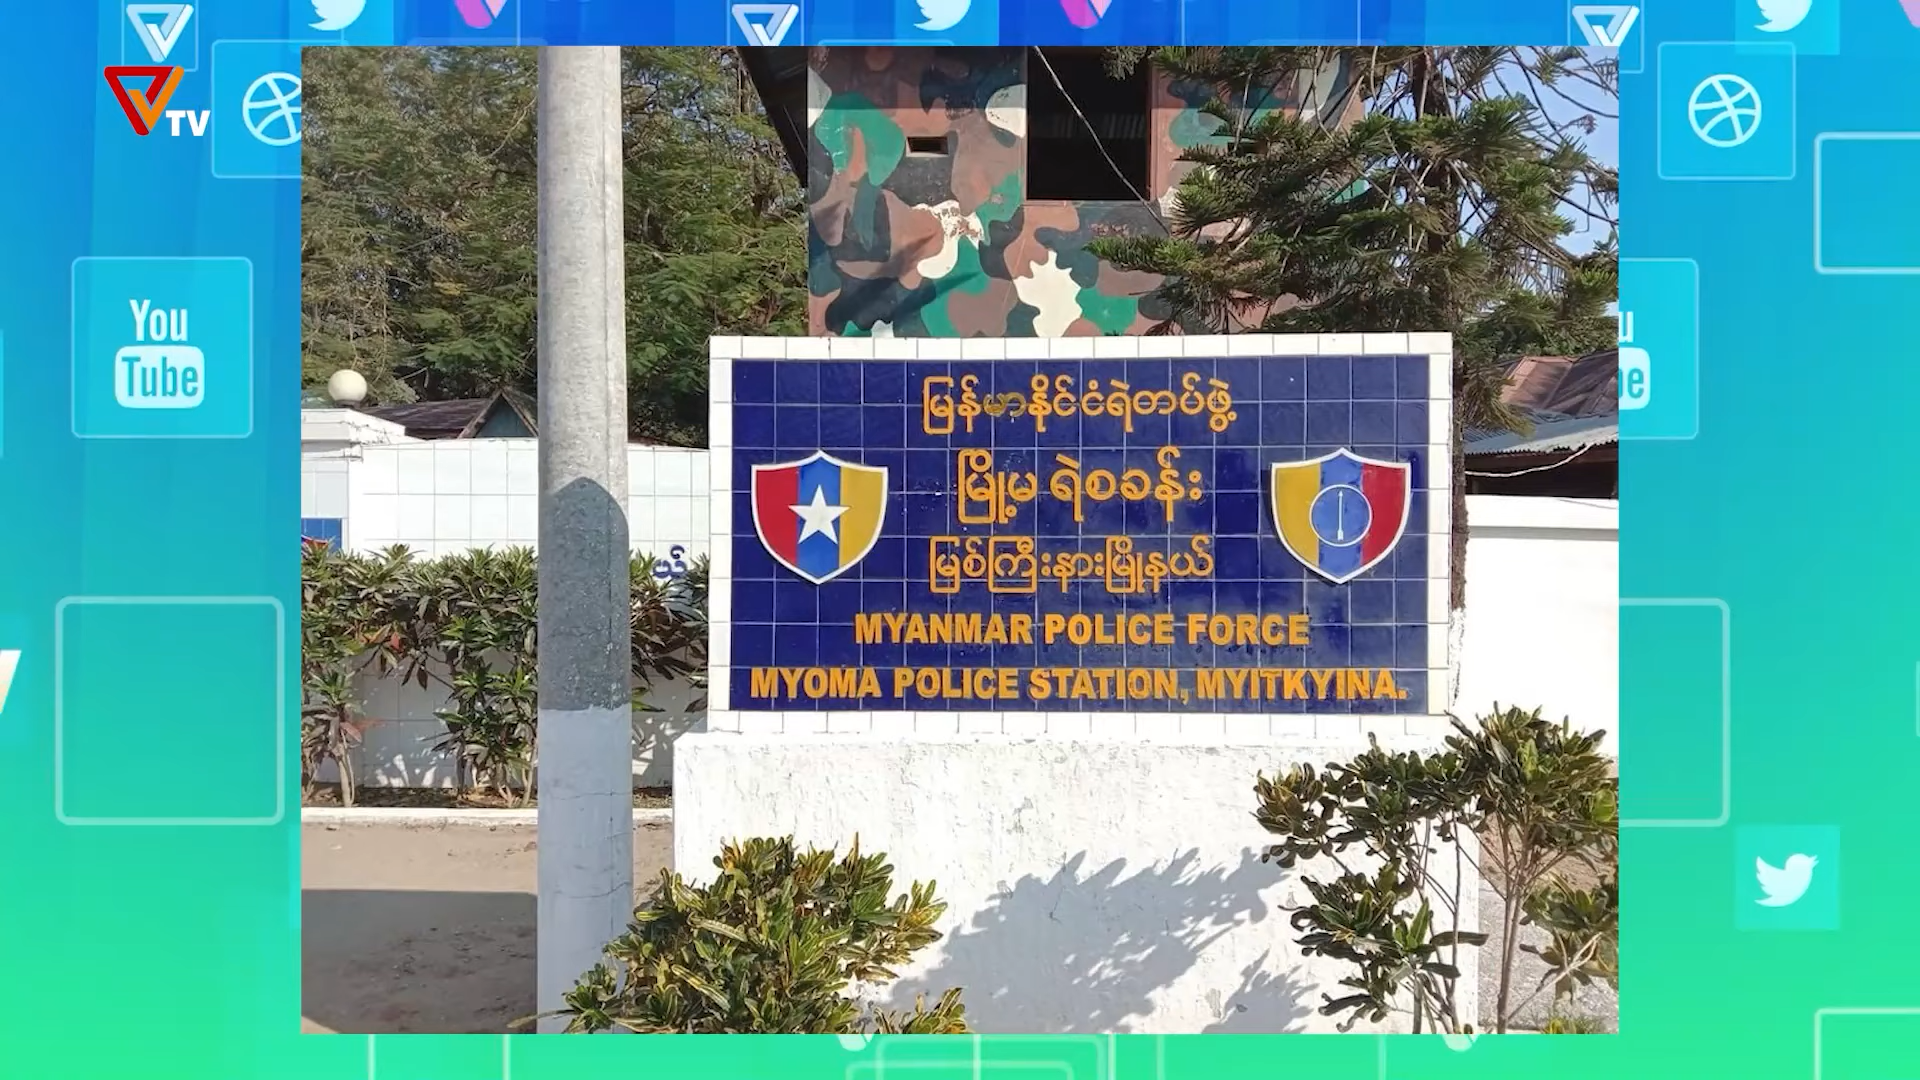 TV
You
Tube
မြန်မာနိုင်ငံရဲတပ်ဖွဲ့
မြို့မ ရဲစခန်း
မြစ်ကြီးနားမြို့နယ်
MYANMAR POLICE FORCE
MYOMA POLICE STATION, MYITKYINA.